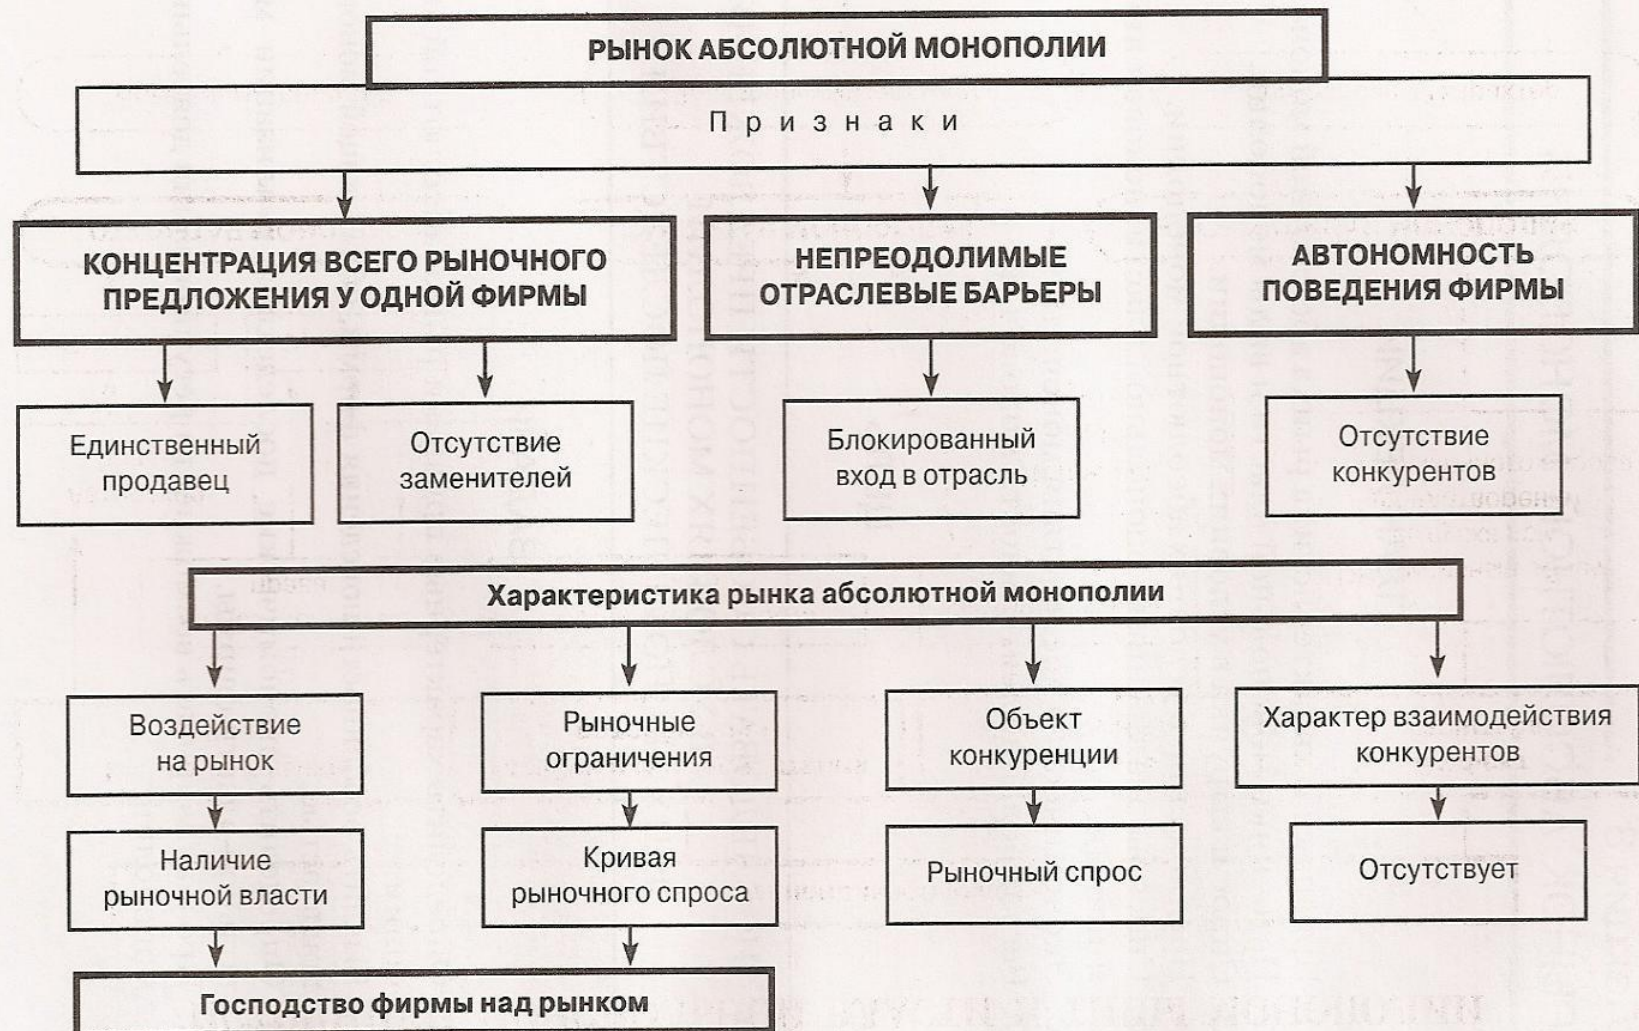 РЫНОК АБСОЛЮТНОЙ МОНОПОЛИИ
Признаки
КОНЦЕНТРАЦИЯ ВСЕГО РЫНОЧНОГО
ПРЕДЛОЖЕНИЯ У ОДНОЙ ФИРМЫ
НЕПРЕОДОЛИМЫЕ
ОТРАСЛЕВЫЕ БАРЬЕРЫ
АВТОНОМНОСТЬ
ПОВЕДЕНИЯ ФИРМЫ
Единственный
продавец
Отсутствие
заменителей
Блокированный
вход в отрасль
Отсутствие
конкурентов
Характеристика рынка абсолютной монополии
Воздействие
на рынок
Рыночные
ограничения
Объект
конкуренции
Характер взаимодействия
конкурентов
Наличие
рыночной власти
Кривая
рыночного спроса
Рыночный спрос
Отсутствует
Господство фирмы над рынком